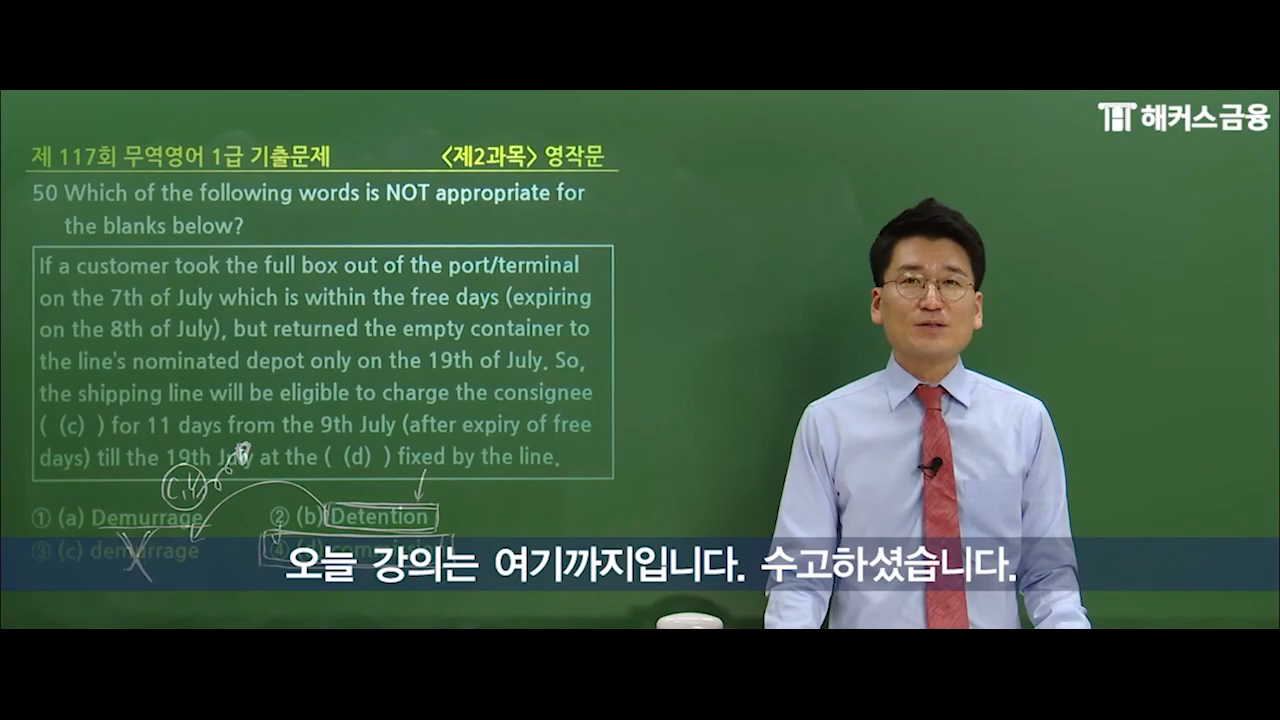 해커스금융
제 117회 무역영어 1급 기출문제 <제2과목> 영작문
50 Which of the following words is NOT appropriate for
the blanks below?
If a customer took the full box out of the port/terminal
on the 7th of July which is within the free days (expiring
on the 8th of July), but returned the empty container to
the line's nominated depot only on the 19th of July. So,
the shipping line will be eligible to charge the consignee
( (c) ) for 11 days from the 9th July (after expiry of free
days) till the 19th July at the ( (d) ) fixed by the line.
① (a) Demurrage ② (b) Detention
③ (c) demurrage ④ (d)
오늘 강의는 여기까지입니다. 수고하셨습니다.